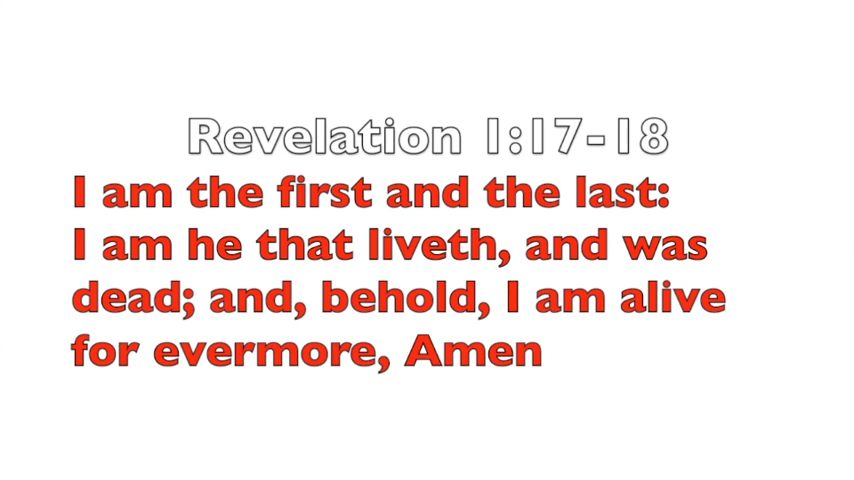 Revelation 1:17-18
I am the first and the last:
I am he that liveth, and was
dead; and, behold, I am alive
for evermore, Amen